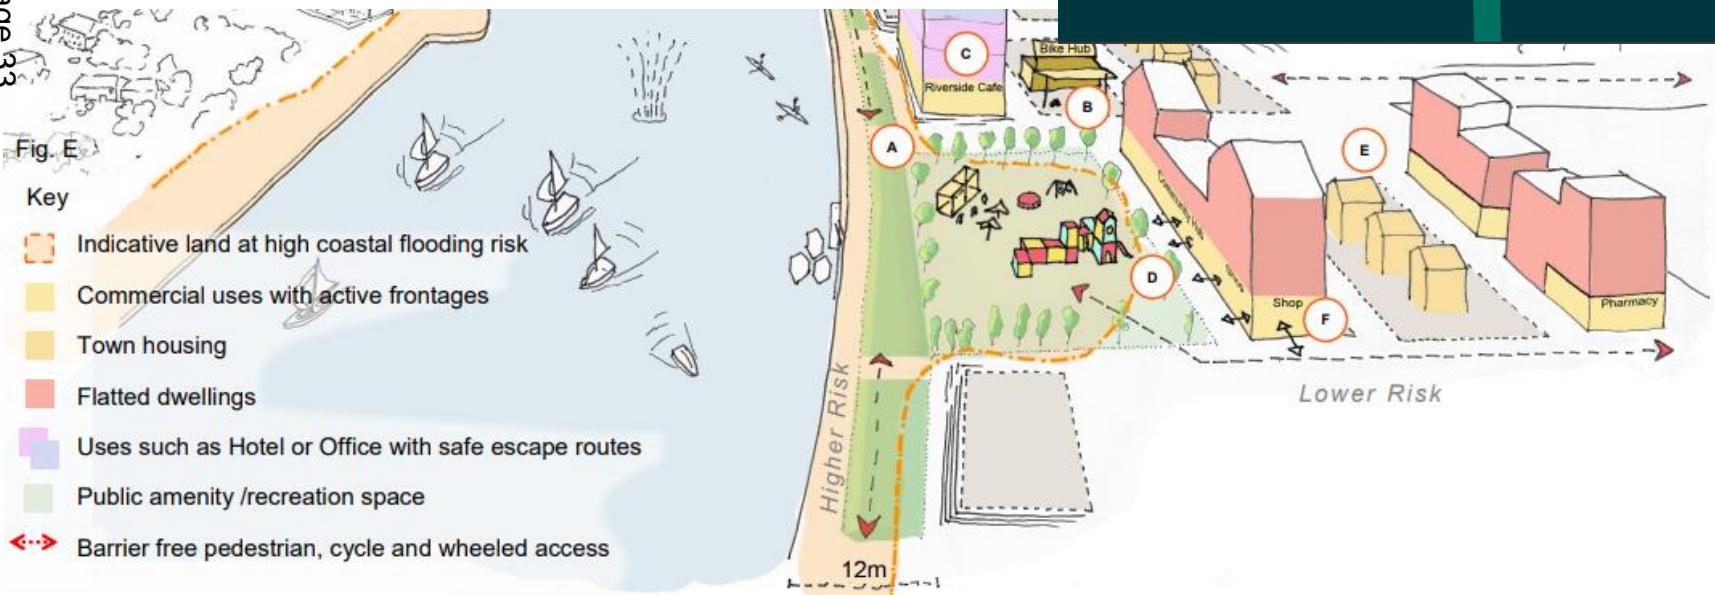 age 33
Fig. E
Key
Indicative land at high coastal flooding risk
Commercial uses with active frontages
Town housing
Flatted dwellings
Uses such as Hotel or Office with safe escape routes
Public amenity /recreation space
Barrier free pedestrian, cycle and wheeled access
C
Riverside Cafe
Bike Hub
B
A
E
D
Shop
F
Pharmacy
Higher Risk
Lower Risk
12m